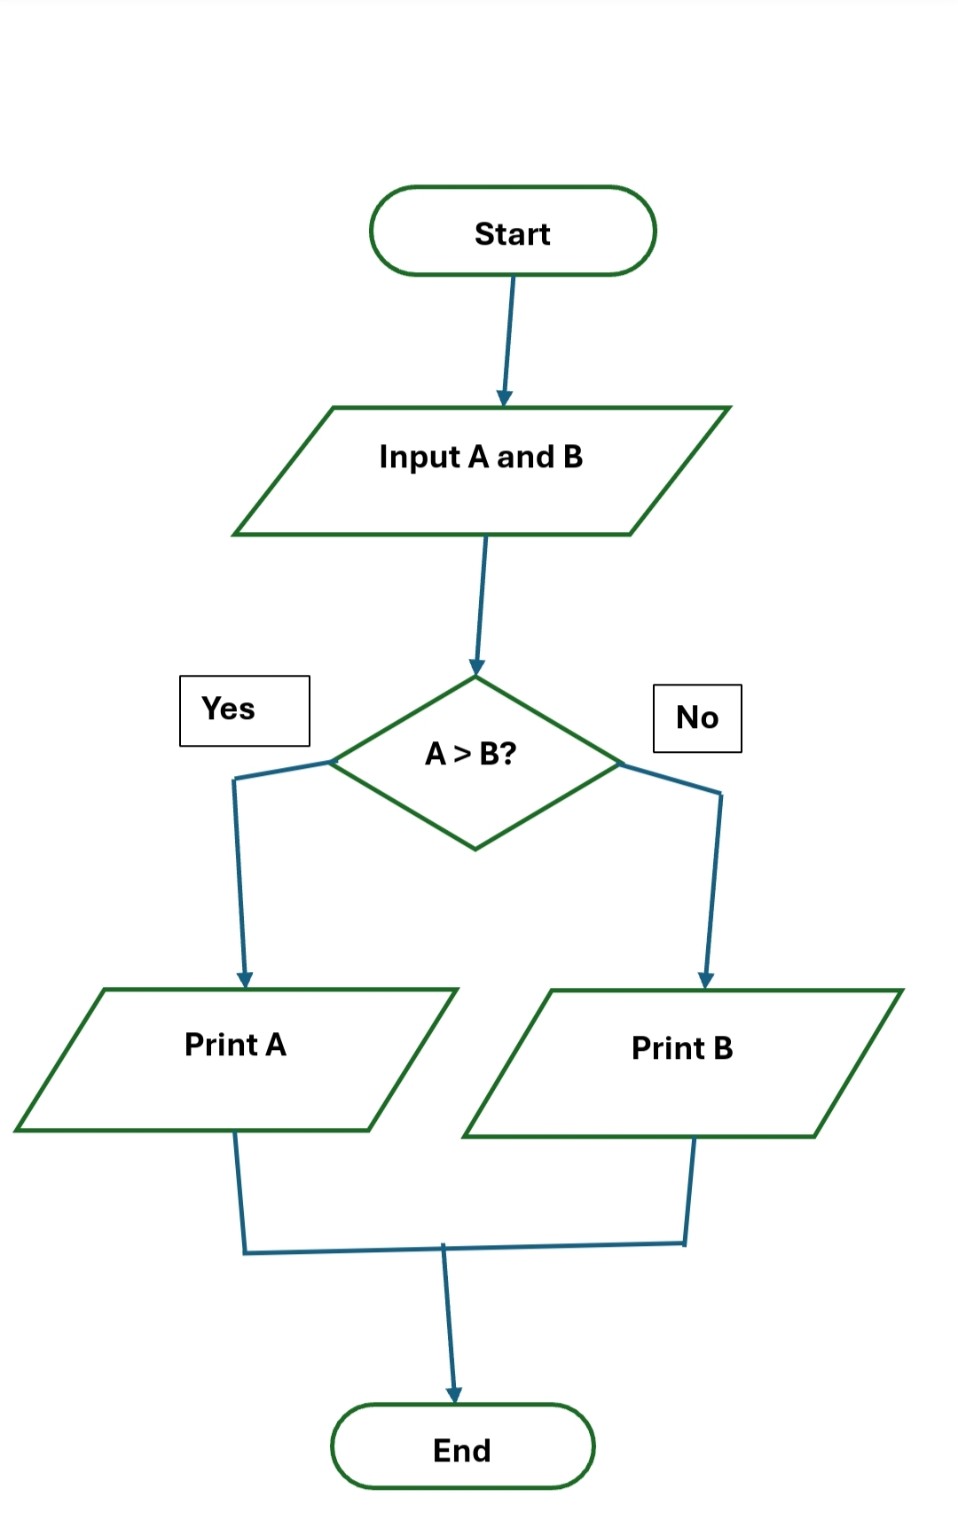 Start
Input A and B
Yes
No
A > B?
Print A
Print B
End